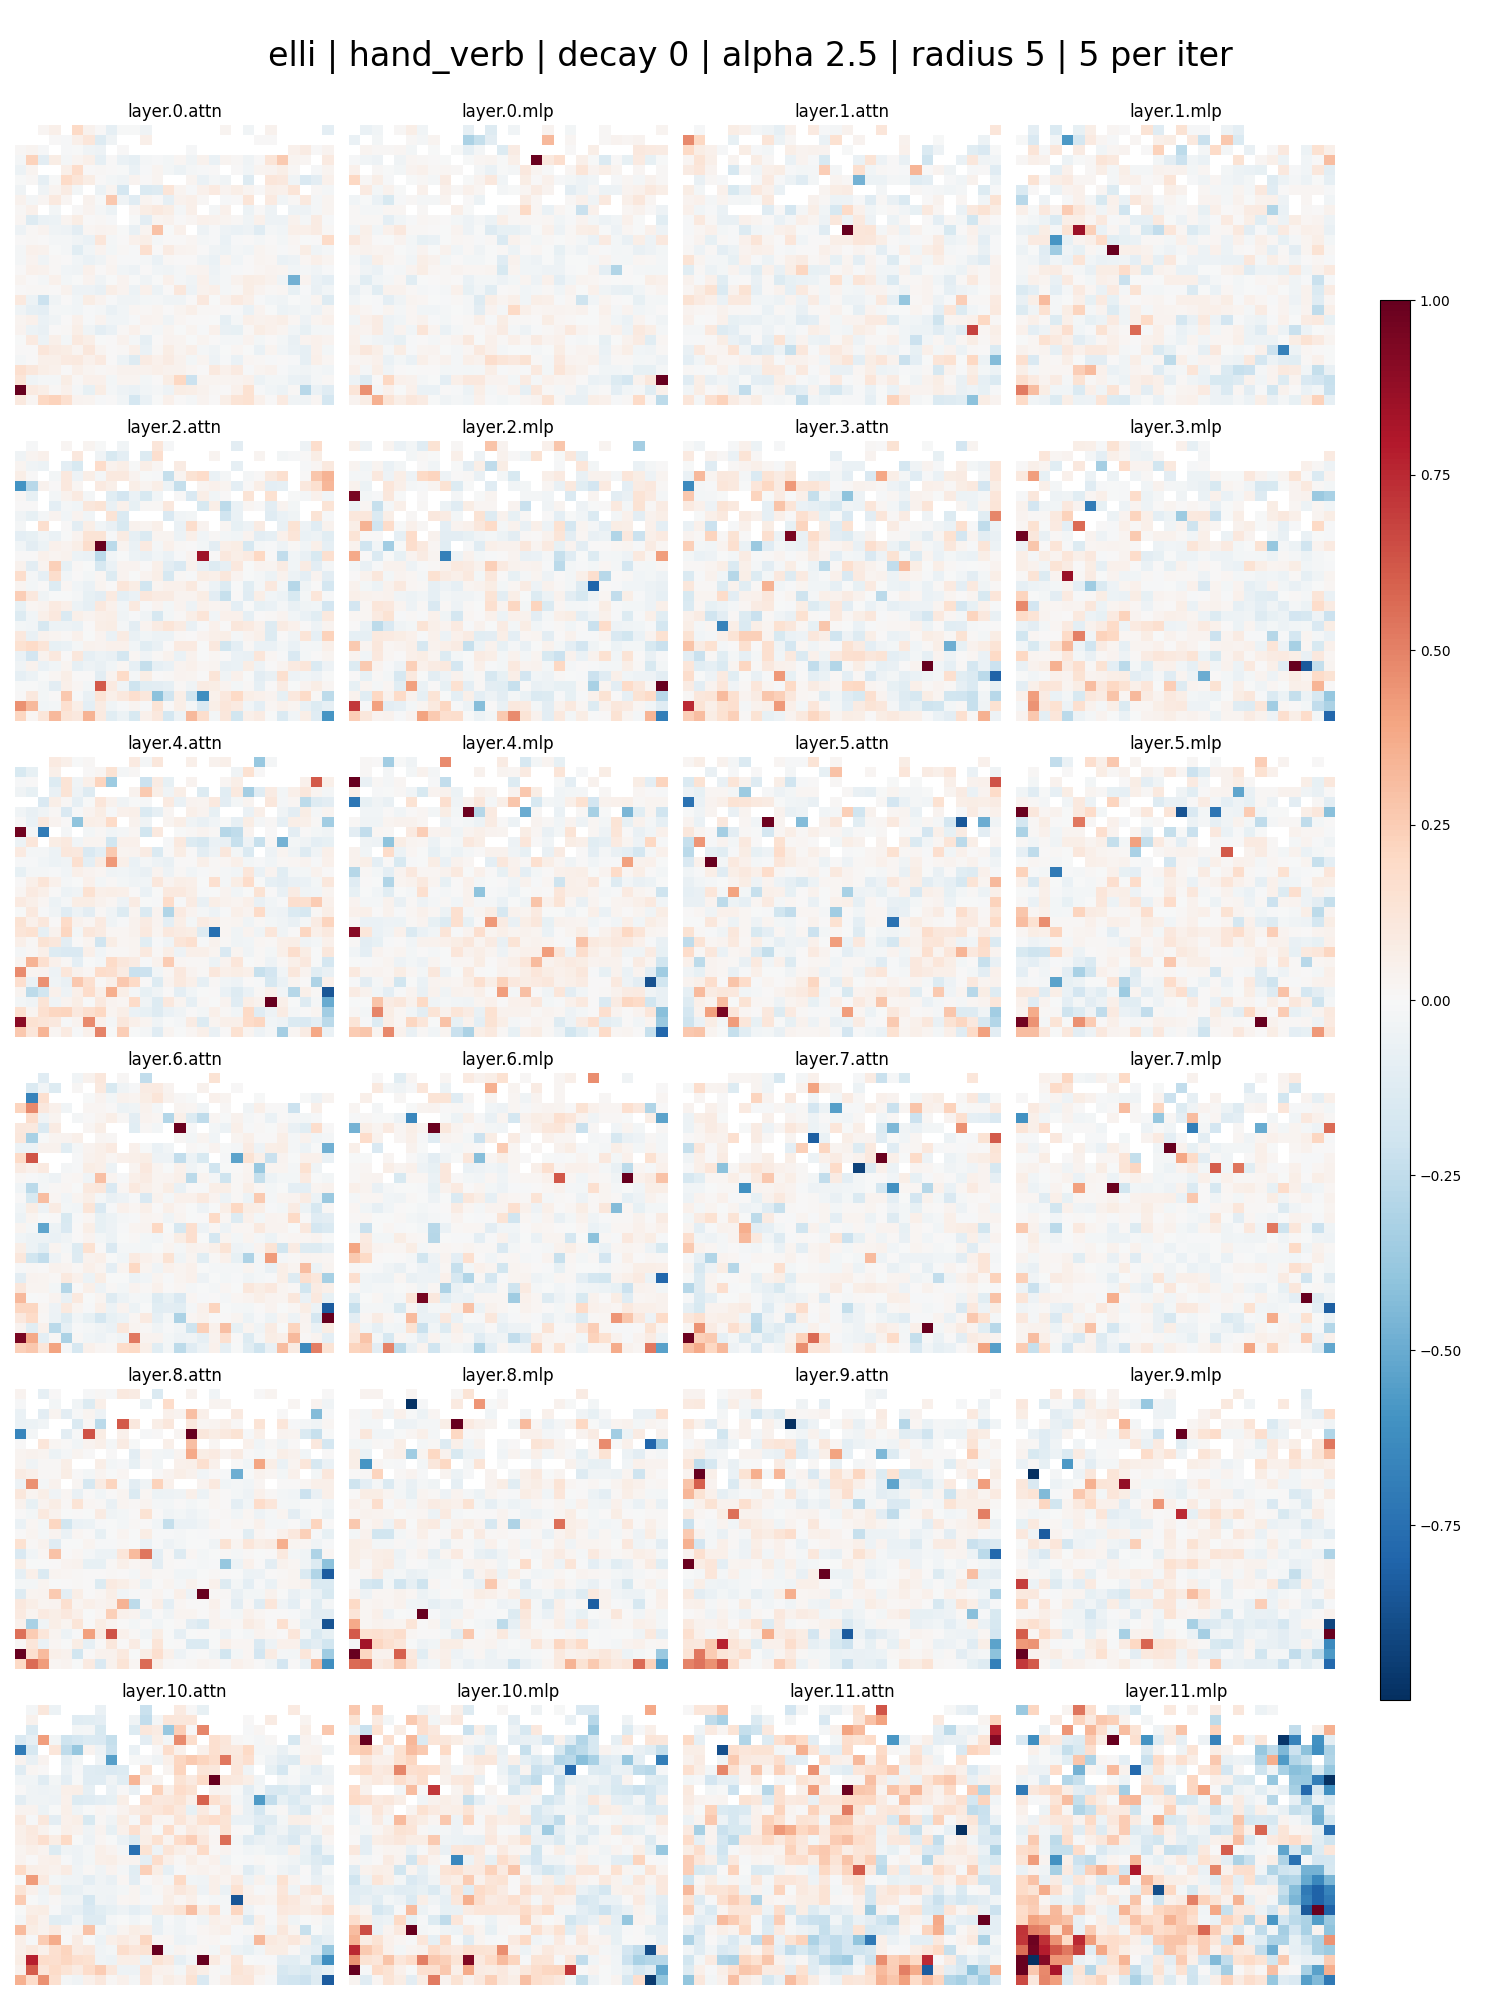 elli | hand_verb | decay 0 | alpha 2.5 | radius 5 | 5 per iter
layer.0.attn
layer.0.mlp
layer.1.attn
layer.1.mlp
layer.2.attn
layer.2.mlp
layer.3.attn
layer.3.mlp
layer.4.attn
layer.4.mlp
layer.5.attn
layer.5.mlp
layer.6.attn
layer.6.mlp
layer.7.attn
layer.7.mlp
layer.8.attn
layer.8.mlp
layer.9.attn
layer.9.mlp
layer.10.attn
layer.10.mlp
layer.11.attn
layer.11.mlp
1.00
0.75
0.50
0.25
0.00
−0.25
−0.50
−0.75